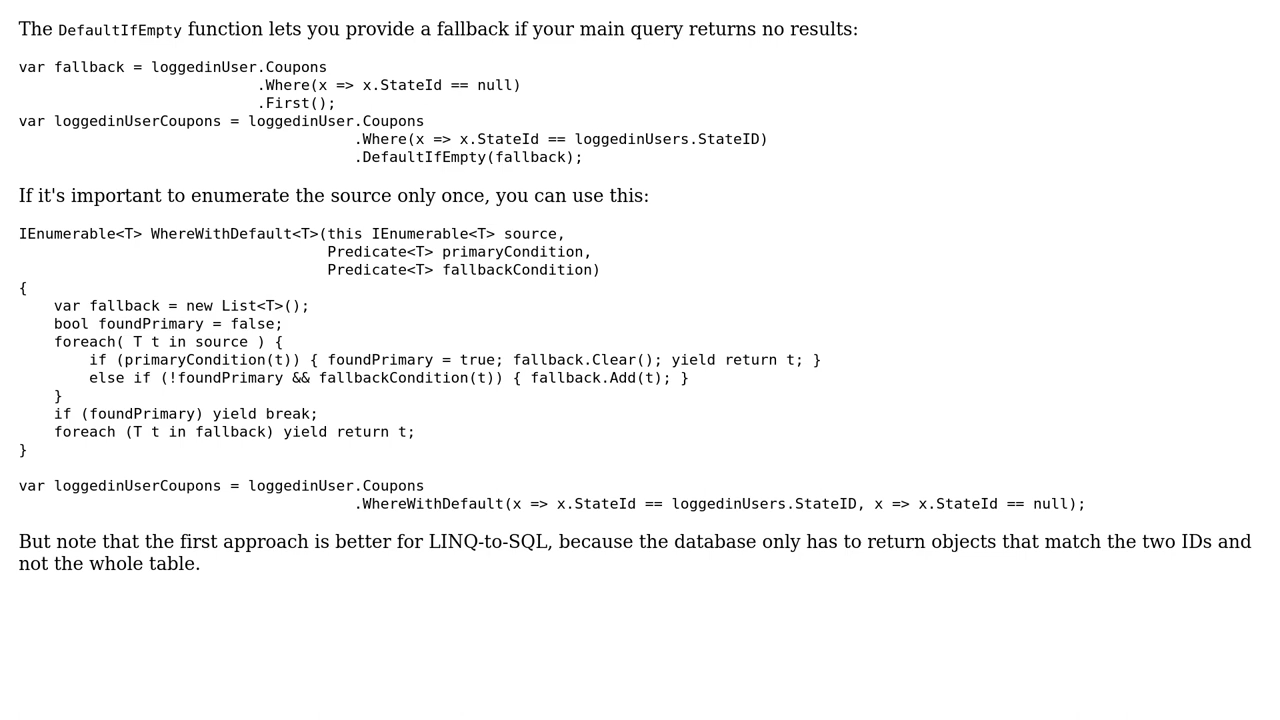 The DefaultIfEmpty function lets you provide a fallback if your main query returns no results:
var fallback = loggedinUser.Coupons
                           .Where(x => x.StateId == null)
                           .First();
var loggedinUserCoupons = loggedinUser.Coupons
                                      .Where(x => x.StateId == loggedinUsers.StateID)
                                      .DefaultIfEmpty(fallback);
If it's important to enumerate the source only once, you can use this:
IEnumerable<T> WhereWithDefault<T>(this IEnumerable<T> source,
                                   Predicate<T> primaryCondition,
                                   Predicate<T> fallbackCondition)
{
    var fallback = new List<T>();
    bool foundPrimary = false;
    foreach( T t in source ) {
        if (primaryCondition(t)) { foundPrimary = true; fallback.Clear(); yield return t; }
        else if (!foundPrimary && fallbackCondition(t)) { fallback.Add(t); }
    }
    if (foundPrimary) yield break;
    foreach (T t in fallback) yield return t;
}
var loggedinUserCoupons = loggedinUser.Coupons
                                      .WhereWithDefault(x => x.StateId == loggedinUsers.StateID, x => x.StateId == null);
But note that the first approach is better for LINQ-to-SQL, because the database only has to return objects that match the two IDs and
not the whole table.